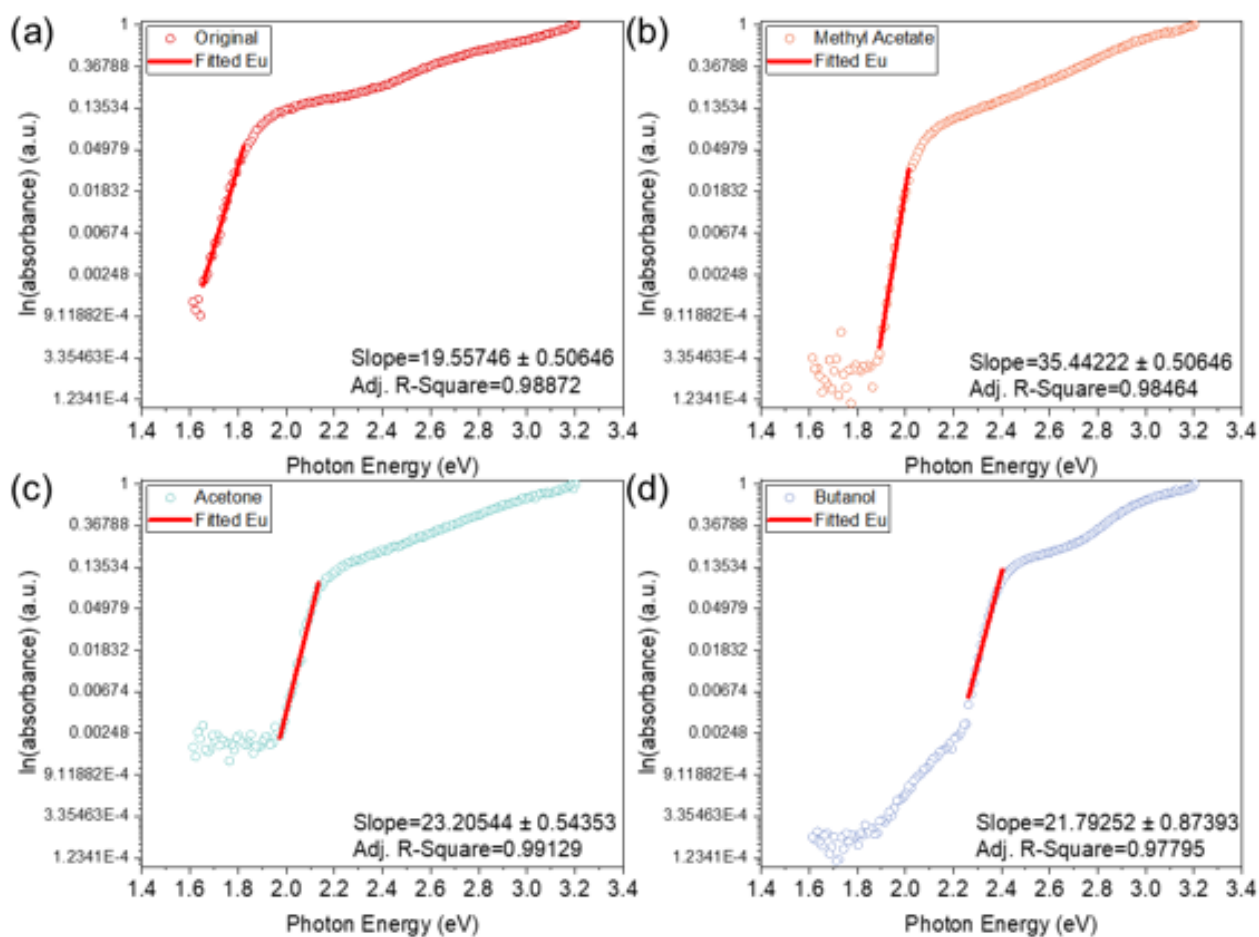 (a)
Original
Fitted Eu
ln(absorbance) (a.u.)
1
0.36788
0.13534
0.04979
0.01832
0.00674
0.00248
9.11882E-4
3.35463E-4
1.2341E-4
Slope=19.55746 ± 0.50646
Adj. R-Square=0.98872
1.4 1.6 1.8 2.0 2.2 2.4 2.6 2.8 3.0 3.2 3.4
Photon Energy (eV)
(b)
Methyl Acetate
Fitted Eu
ln(absorbance) (a.u.)
1
0.36788
0.13534
0.04979
0.01832
0.00674
0.00248
9.11882E-4
3.35463E-4
1.2341E-4
Slope=35.44222 ± 0.50646
Adj. R-Square=0.98464
1.4 1.6 1.8 2.0 2.2 2.4 2.6 2.8 3.0 3.2 3.4
Photon Energy (eV)
(c)
Acetone
Fitted Eu
ln(absorbance) (a.u.)
1
0.36788
0.13534
0.04979
0.01832
0.00674
0.00248
9.11882E-4
3.35463E-4
1.2341E-4
Slope=23.20544 ± 0.54353
Adj. R-Square=0.99129
1.4 1.6 1.8 2.0 2.2 2.4 2.6 2.8 3.0 3.2 3.4
Photon Energy (eV)
(d)
Butanol
Fitted Eu
ln(absorbance) (a.u.)
1
0.36788
0.13534
0.04979
0.01832
0.00674
0.00248
9.11882E-4
3.35463E-4
1.2341E-4
Slope=21.79252 ± 0.87393
Adj. R-Square=0.97795
1.4 1.6 1.8 2.0 2.2 2.4 2.6 2.8 3.0 3.2 3.4
Photon Energy (eV)